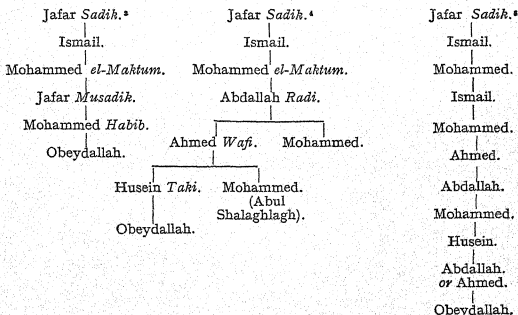 Jafar Sadik.³
Ismail.
Mohammed el-Maktum.
Jafar Musadik.
Mohammed Habib.
Obeydallah.
Jafar Sadik.⁴
Ismail.
Mohammed el-Maktum.
Abdallah Radi.
Ahmed Wafi. Mohammed.
Husein Taki. Mohammed.
(Abul
Shalaghlagh).
Obeydallah.
Jafar Sadik.⁵
Ismail.
Mohammed.
Ismail.
Mohammed.
Ahmed.
Abdallah.
Mohammed.
Husein.
Abdallah.
or Ahmed.
Obeydallah.